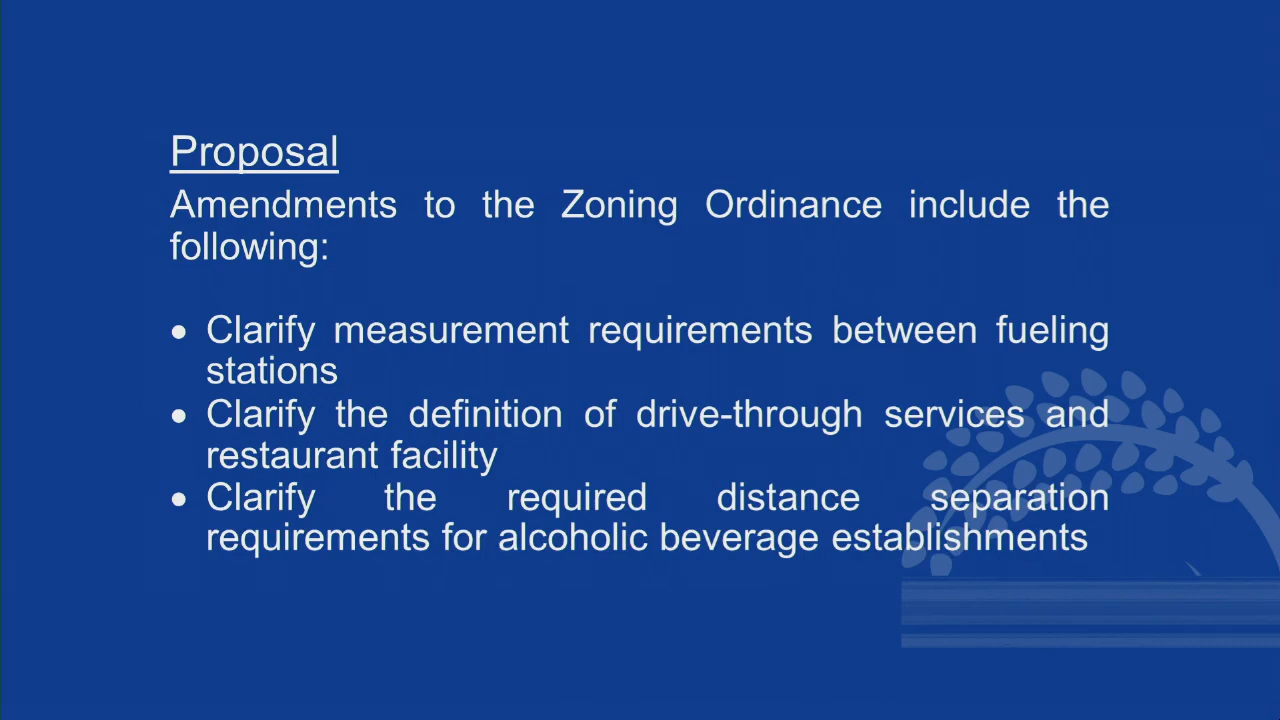 Proposal
Amendments to the Zoning Ordinance include the
following:
• Clarify measurement requirements between fueling
stations
• Clarify the definition of drive-through services and
restaurant facility
• Clarify the required distance separation
requirements for alcoholic beverage establishments